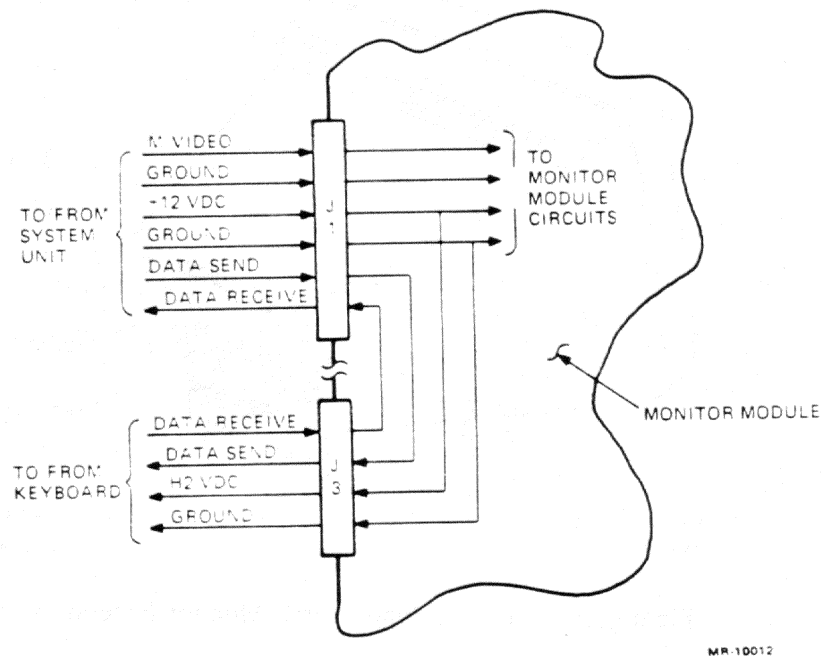 M VIDEO
GROUND
-12 VDC
GROUND
DATA SEND
DATA RECEIVE
TO FROM
SYSTEM
UNIT
J
1
TO
MONITOR
MODULE
CIRCUITS
MONITOR MODULE
DATA RECEIVE
DATA SEND
H2 VDC
GROUND
TO FROM
KEYBOARD
J
3
MR-10012